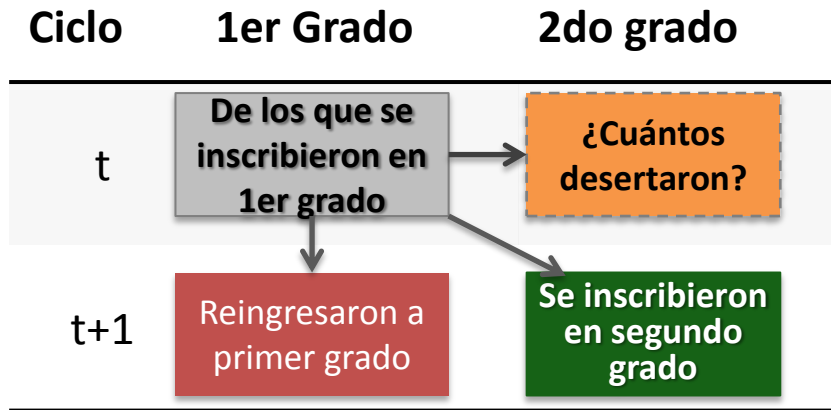 Ciclo 1er Grado 2do grado
t
De los que se
inscribieron en
1er grado
¿Cuántos
desertaron?
t+1
Reingresaron a
primer grado
Se inscribieron
en segundo
grado